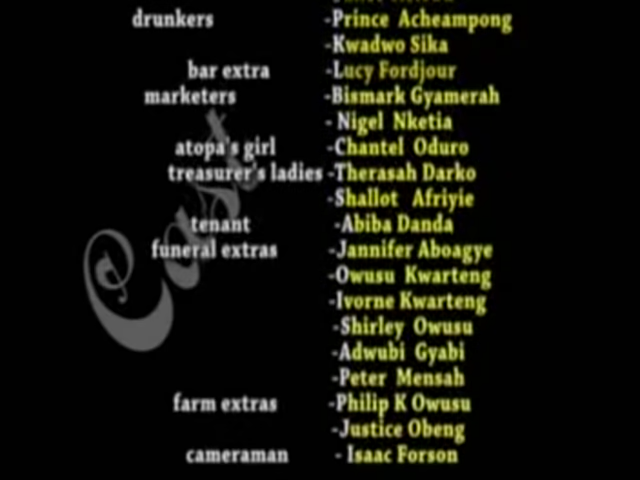 drunkers -Prince Acheampong
-Kwadwo Sika
bar extra -Lucy Fordjour
marketers -Bismark Gyamerah
- Nigel Nketia
atopa's girl -Chantel Oduro
treasurer's ladies -Therasah Darko
-Shallot Afriyie
tenant -Abiba Danda
funeral extras -Jannifer Aboagye
-Owusu Kwarteng
-Ivorne Kwarteng
-Shirley Owusu
-Adwubi Gyabi
-Peter Mensah
farm extras -Philip K Owusu
-Justice Obeng
cameraman - Isaac Forson
Cast